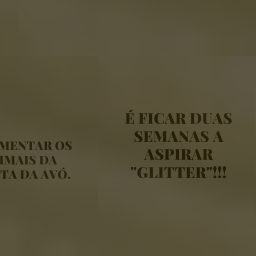 MENTAR OS
IMAIS DA
TA DA AVÓ.
É FICAR DUAS
SEMANAS A
ASPIRAR
"GLITTER"!!!